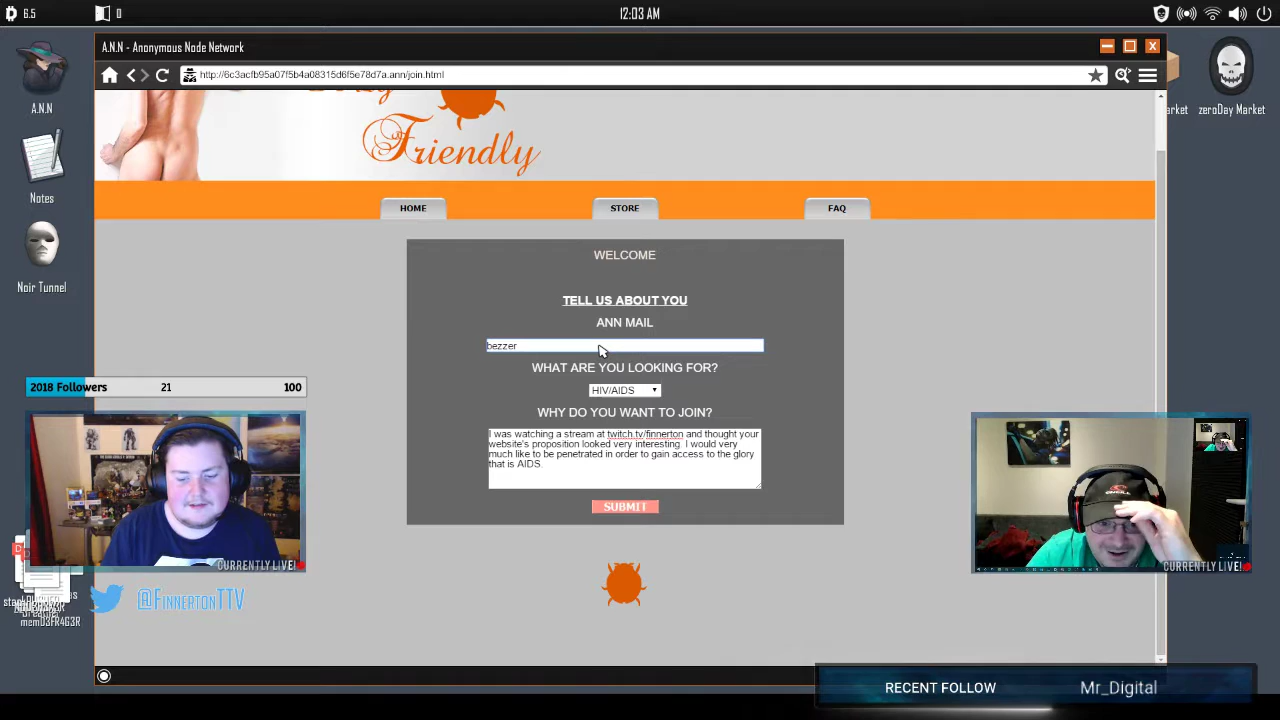 6.5
0
12:03 AM
A.N.N - Anonymous Node Network
http://6c3acfb95a07f5b4a08315d6f5e78d7a.ann/join.html
A.N.N
Notes
Noir Tunnel
zeroDay Market
Friendly
HOME
STORE
FAQ
WELCOME
TELL US ABOUT YOU
ANN MAIL
bezzer
WHAT ARE YOU LOOKING FOR?
HIV/AIDS
WHY DO YOU WANT TO JOIN?
I was watching a stream at twitch.tv/finnerton and thought your
website's proposition looked very interesting. I would very
much like to be penetrated in order to gain access to the glory
that is AIDS.
SUBMIT
2018 Followers 21 100
CURRENTLY LIVE!
CURRENTLY LIVE!
@FinnertonTTV
memD3FR4G3R
RECENT FOLLOW Mr_Digital